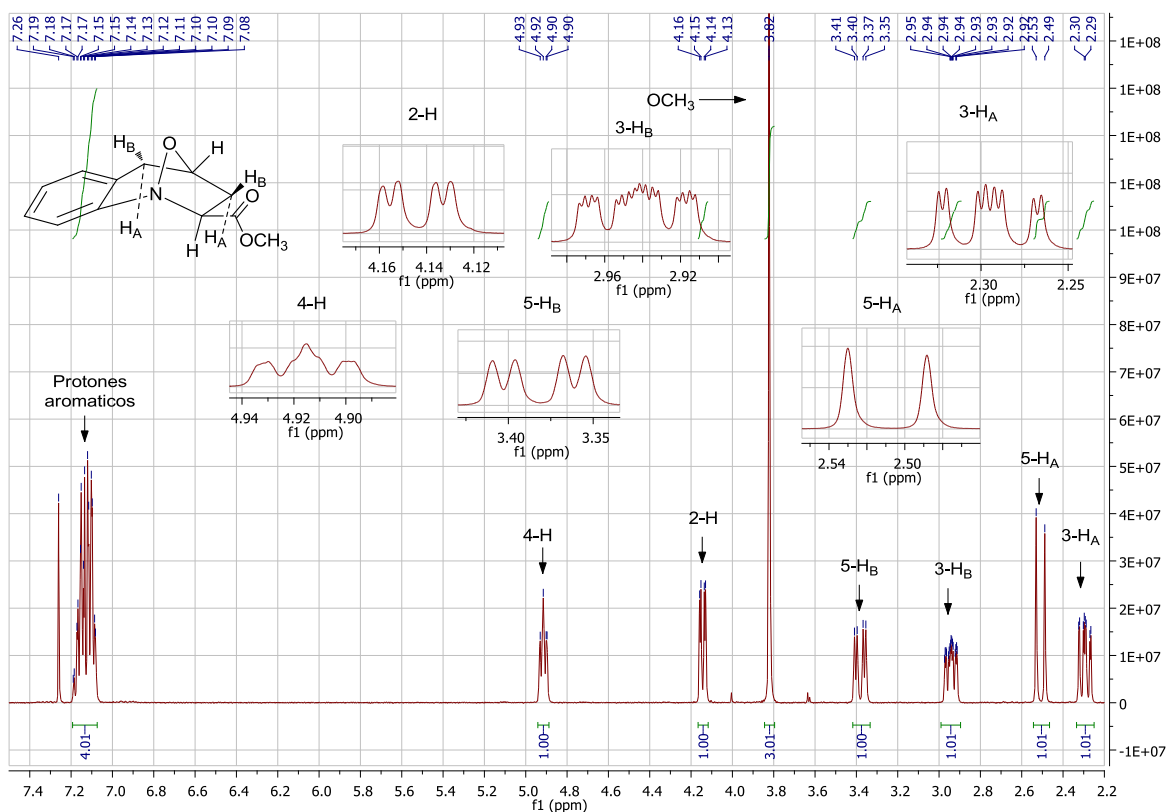 7.26
7.19
7.18
7.17
7.17
7.15
7.15
7.14
7.13
7.12
7.11
7.10
7.10
7.09
7.08
4.93
4.92
4.90
4.90
4.16
4.15
4.14
4.13
3.82
3.41
3.40
3.37
3.35
2.95
2.94
2.94
2.94
2.93
2.93
2.92
2.92
2.53
2.49
2.30
2.29
OCH3
2-H
3-HB
3-HA
HB
O
H
HB
N
O
HA
HA
OCH3
H
4.16 4.14 4.12
f1 (ppm)
2.96 2.92
f1 (ppm)
2.30 2.25
f1 (ppm)
4-H
5-HB
5-HA
4.94 4.92 4.90
f1 (ppm)
3.40 3.35
f1 (ppm)
2.54 2.50
f1 (ppm)
Protones
aromaticos
4-H
2-H
5-HB
3-HB
5-HA
3-HA
1E+08
1E+08
1E+08
1E+08
1E+08
9E+07
8E+07
7E+07
6E+07
5E+07
4E+07
3E+07
2E+07
1E+07
0
-1E+07
4.01
1.00
1.00
3.01
1.00
1.01
1.01
1.01
7.4 7.2 7.0 6.8 6.6 6.4 6.2 6.0 5.8 5.6 5.4 5.2 5.0 4.8 4.6 4.4 4.2 4.0 3.8 3.6 3.4 3.2 3.0 2.8 2.6 2.4 2.2
f1 (ppm)